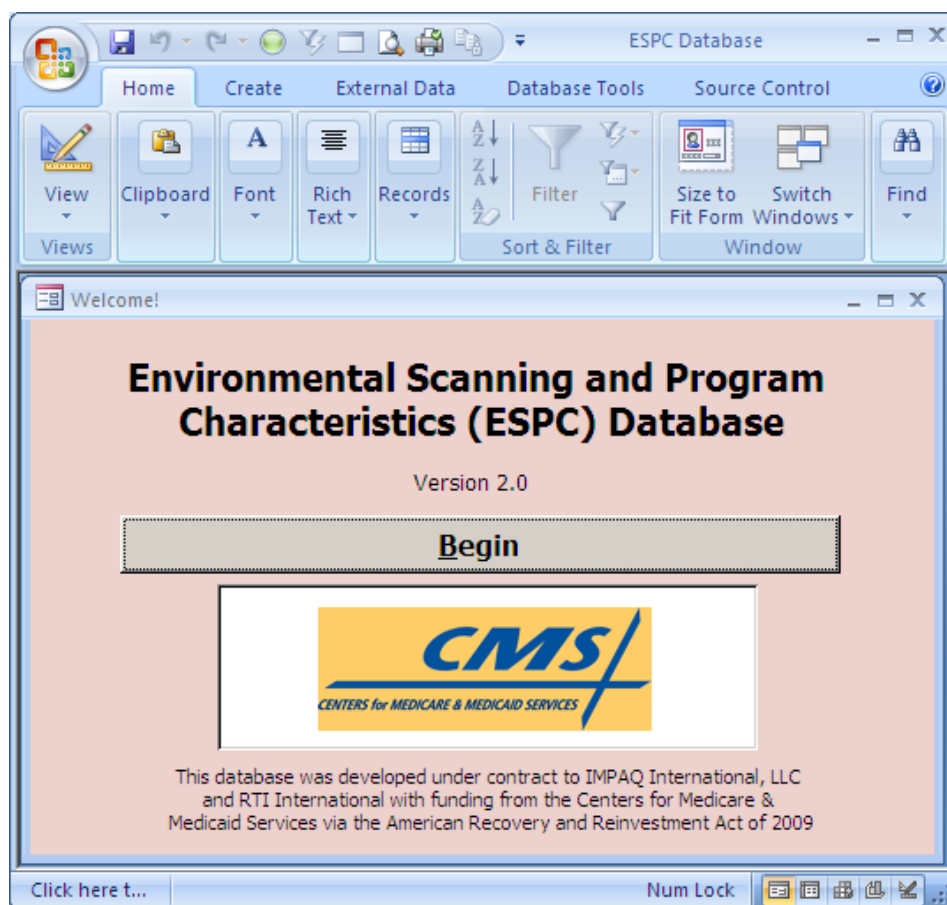 ESPC Database
Home Create External Data Database Tools Source Control
View Clipboard Font Rich Text Records Filter Size to Fit Form Switch Windows Find
Views Sort & Filter Window
Welcome!
Environmental Scanning and Program
Characteristics (ESPC) Database
Version 2.0
Begin
CMS
CENTERS for MEDICARE & MEDICAID SERVICES
This database was developed under contract to IMPAQ International, LLC
and RTI International with funding from the Centers for Medicare &
Medicaid Services via the American Recovery and Reinvestment Act of 2009
Click here t... Num Lock